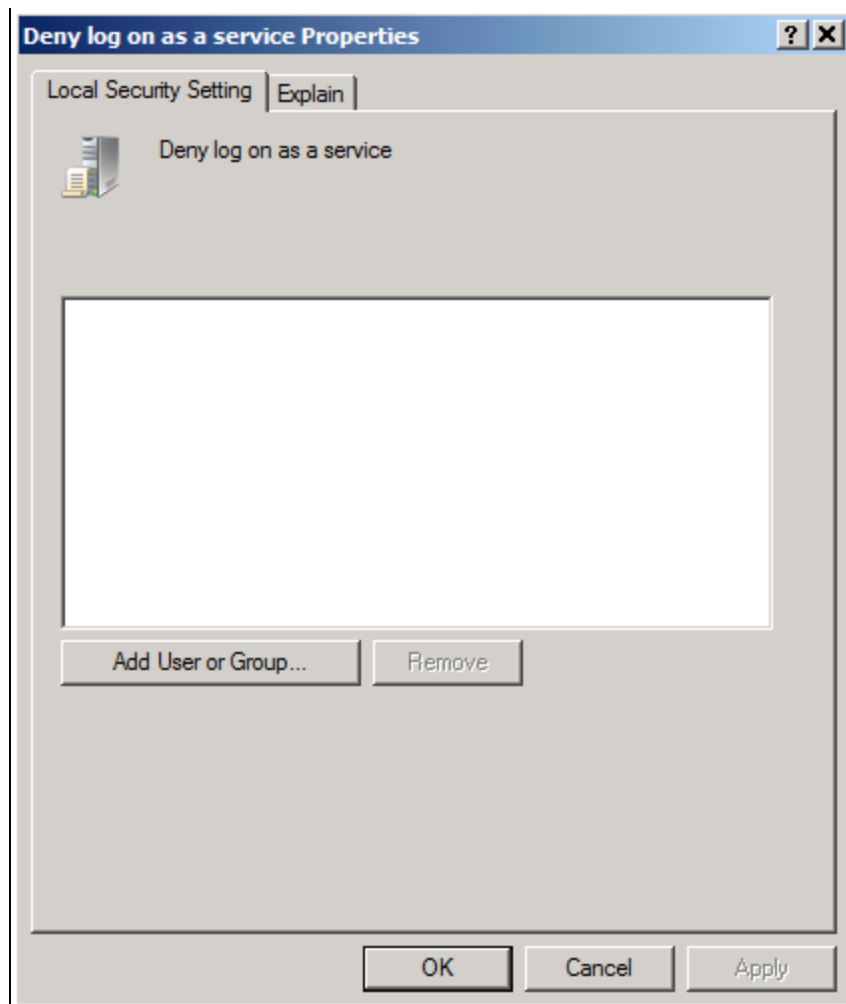 Deny log on as a service Properties
Local Security Setting Explain
Deny log on as a service
Add User or Group... Remove
OK Cancel Apply